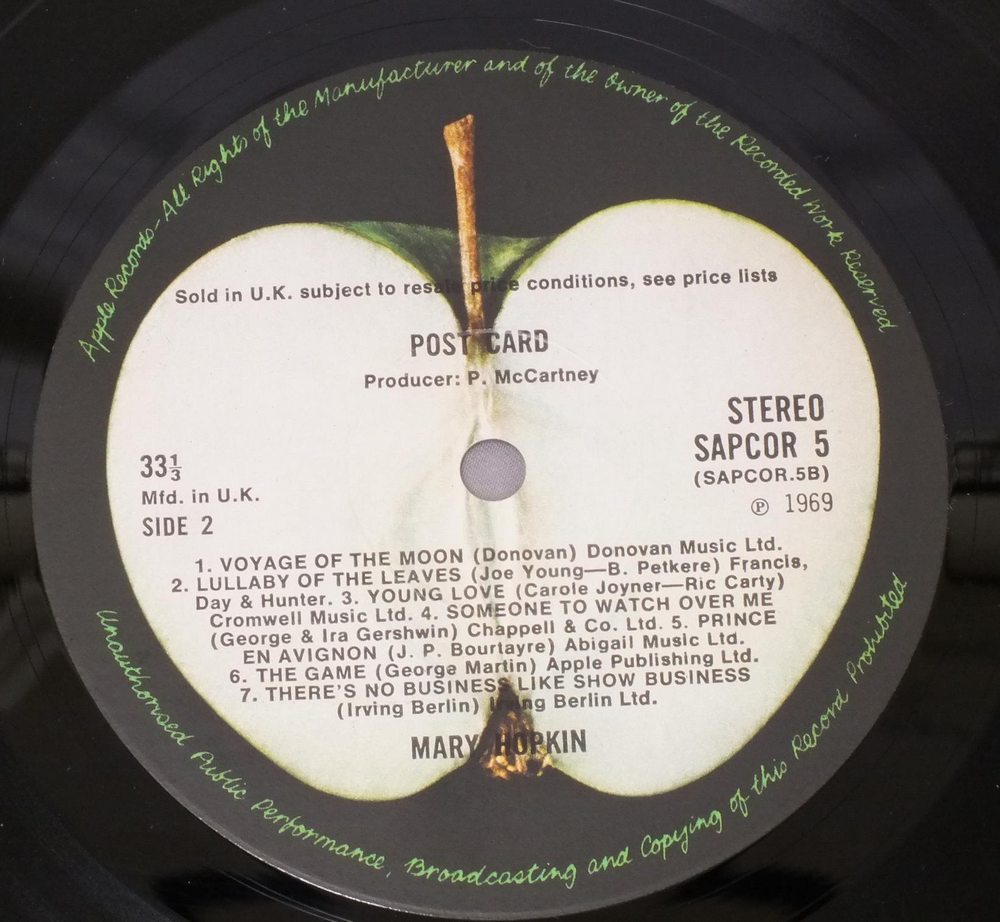 Apple Records–All Rights of the Manufacturer and of the Owner of the Recorded Work Reserved
Sold in U.K. subject to resale price conditions, see price lists
POST CARD
Producer: P. McCartney
STEREO
SAPCOR 5
(SAPCOR.5B)
℗ 1969
33⅓
Mfd. in U.K.
SIDE 2
1. VOYAGE OF THE MOON (Donovan) Donovan Music Ltd.
2. LULLABY OF THE LEAVES (Joe Young—B. Petkere) Francis,
Day & Hunter. 3. YOUNG LOVE (Carole Joyner—Ric Carty)
Cromwell Music Ltd. 4. SOMEONE TO WATCH OVER ME
(George & Ira Gershwin) Chappell & Co. Ltd. 5. PRINCE
EN AVIGNON (J. P. Bourtayre) Abigail Music Ltd.
6. THE GAME (George Martin) Apple Publishing Ltd.
7. THERE'S NO BUSINESS LIKE SHOW BUSINESS
(Irving Berlin) Irving Berlin Ltd.
MARY HOPKIN
Unauthorised Public Performance, Broadcasting and Copying of this Record Prohibited